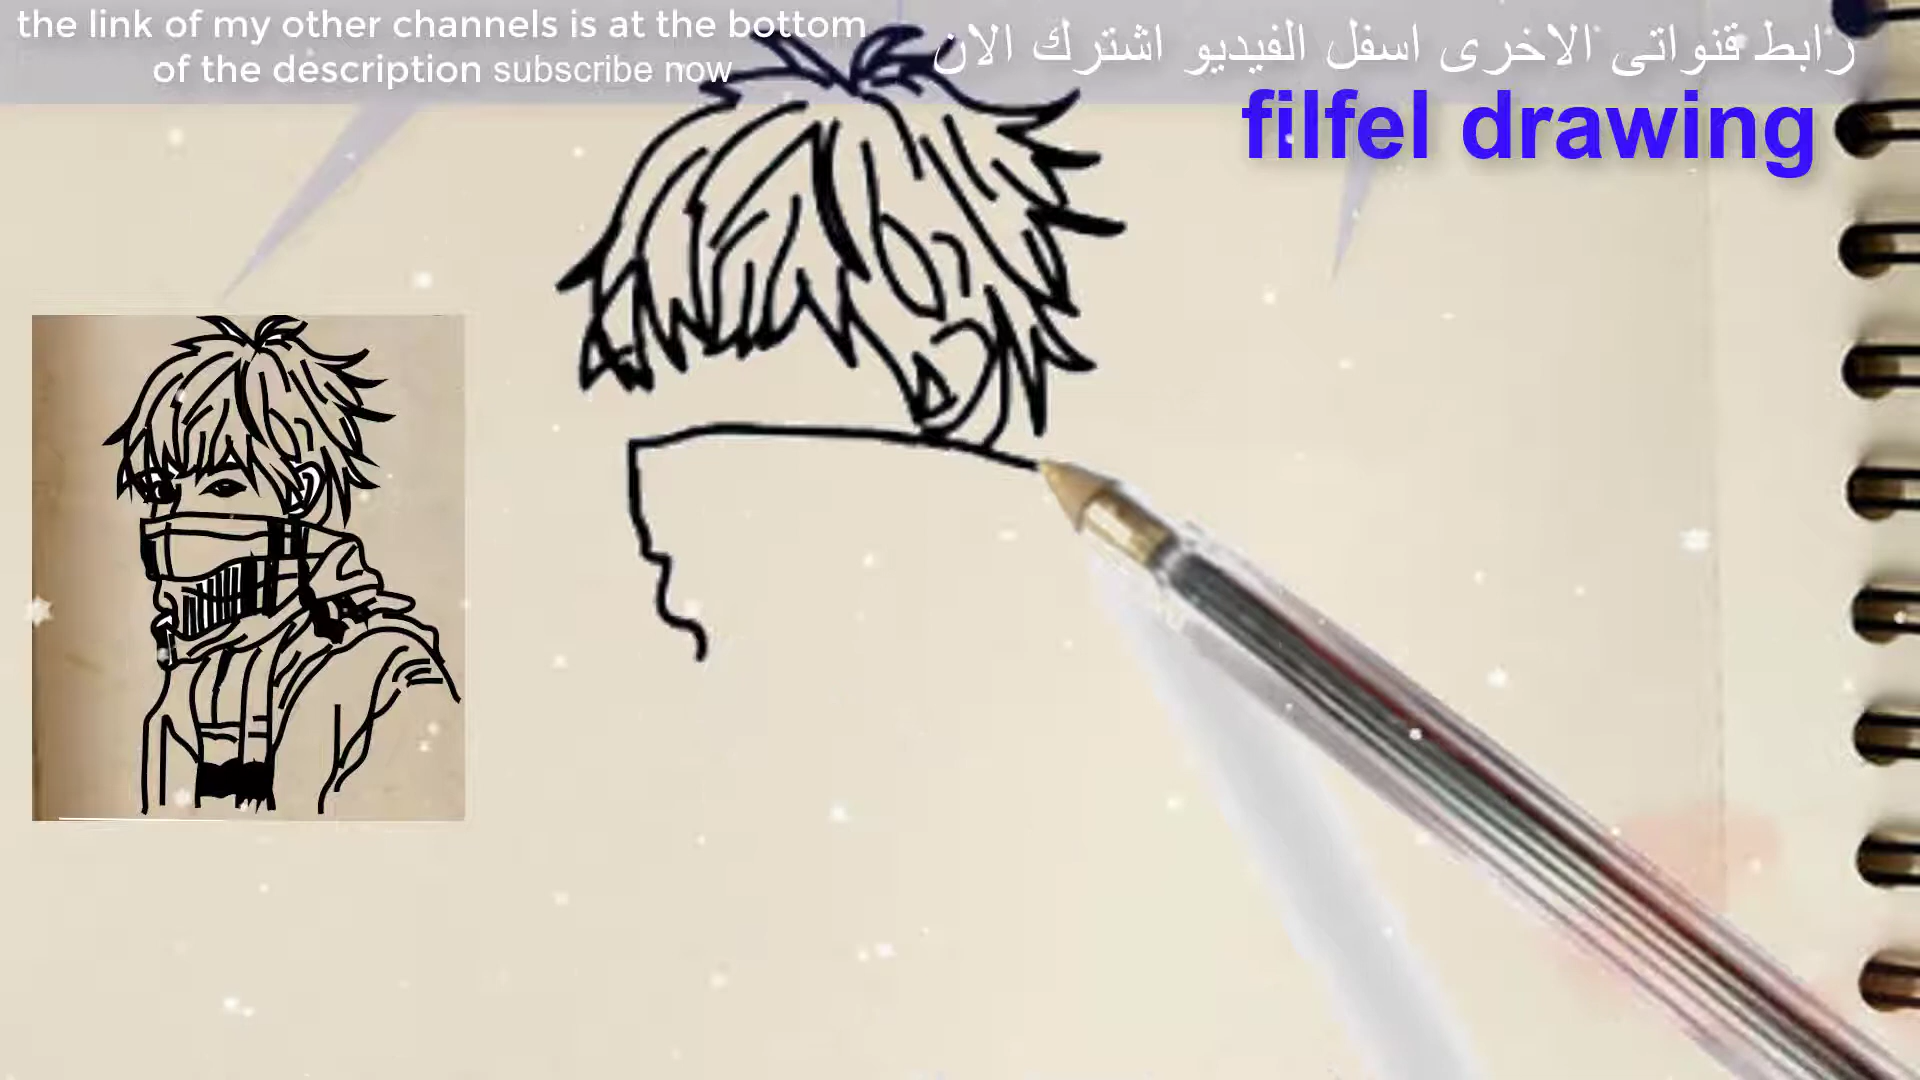 the link of my other channels is at the bottom
of the description subscribe now
رابط قنواتى الاخرى اسفل الفيديو اشترك الان
filfel drawing